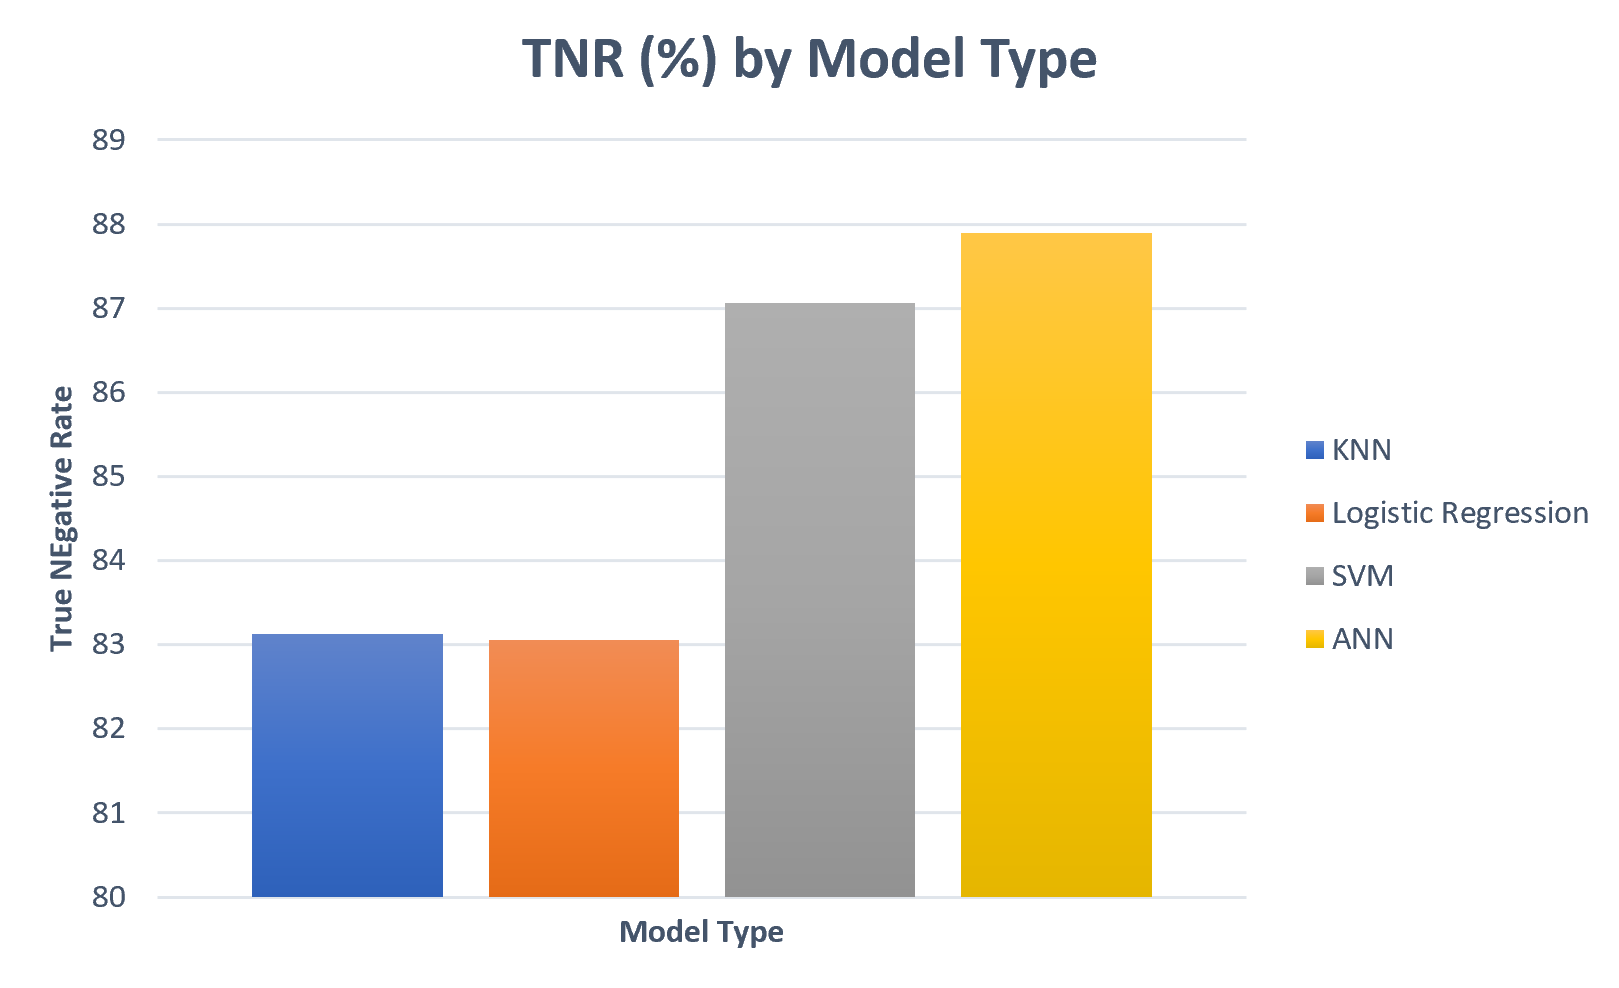 TNR (%) by Model Type
89
88
87
86
85
84
83
82
81
80
True NEgative Rate
Model Type
KNN
Logistic Regression
SVM
ANN